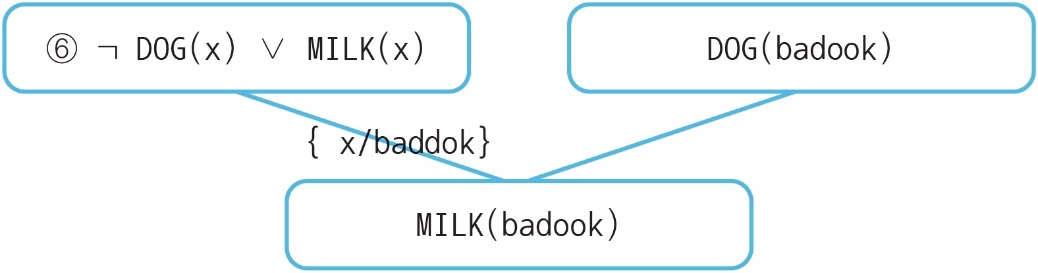 ⑥ ¬ DOG(x) ∨ MILK(x)
DOG(badook)
{ x/baddok}
MILK(badook)